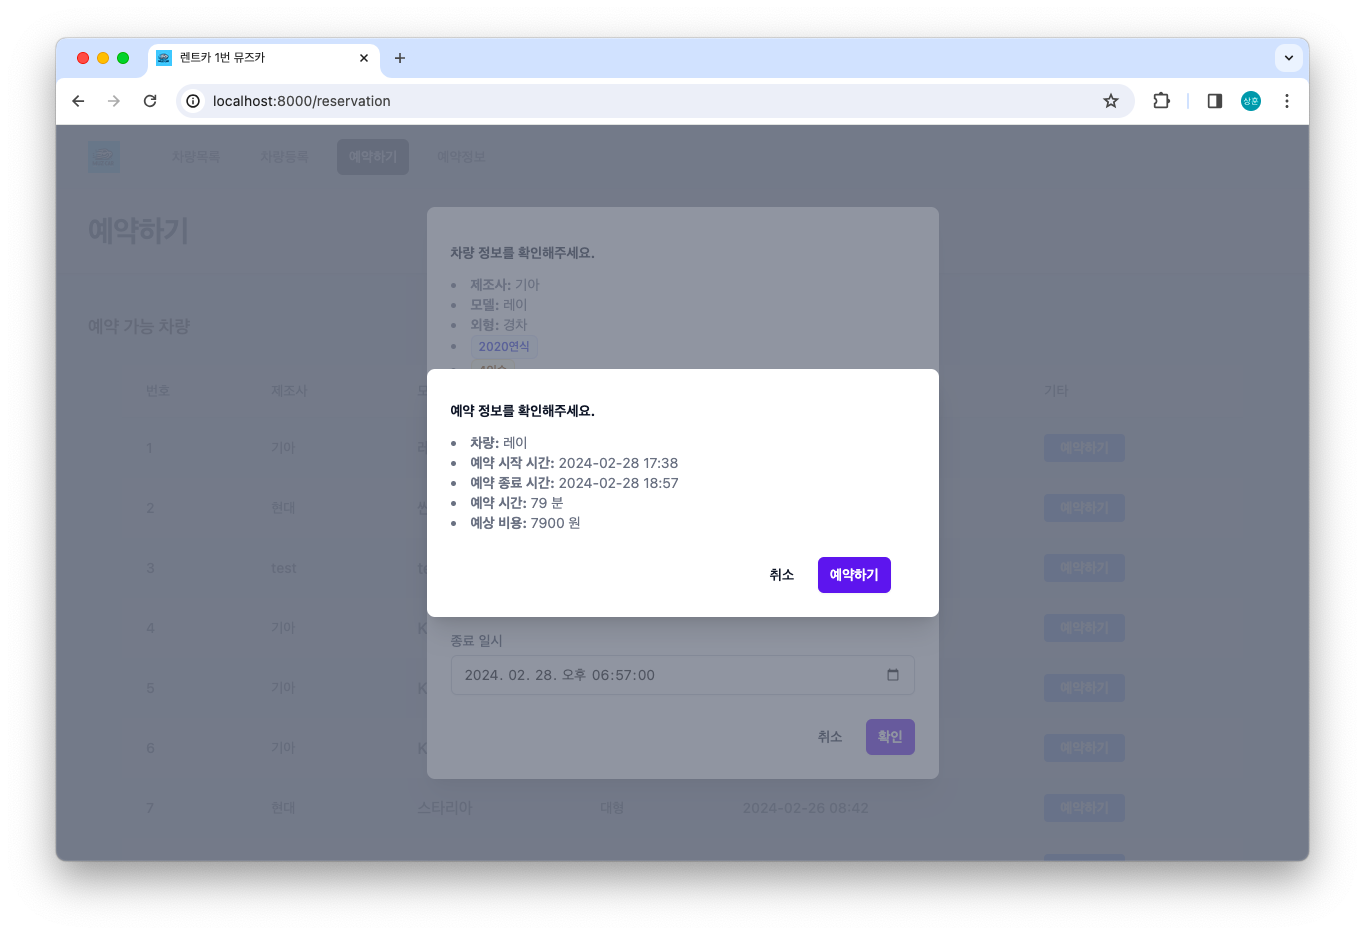 렌트카 1번 뮤즈카
localhost:8000/reservation
상훈
차량목록 차량등록 예약하기 예약정보
예약하기
차량 정보를 확인해주세요.
제조사: 기아
모델: 레이
외형: 경차
2020연식
예약 가능 차량
번호 제조사 기타
예약 정보를 확인해주세요.
차량: 레이
예약 시작 시간: 2024-02-28 17:38
예약 종료 시간: 2024-02-28 18:57
예약 시간: 79 분
예상 비용: 7900 원
취소 예약하기
1 기아 예약하기
2 현대 예약하기
3 test 예약하기
4 기아 예약하기
종료 일시
2024. 02. 28. 오후 06:57:00
5 기아 예약하기
취소 확인
6 기아 예약하기
7 현대 스타리아 대형 2024-02-26 08:42 예약하기